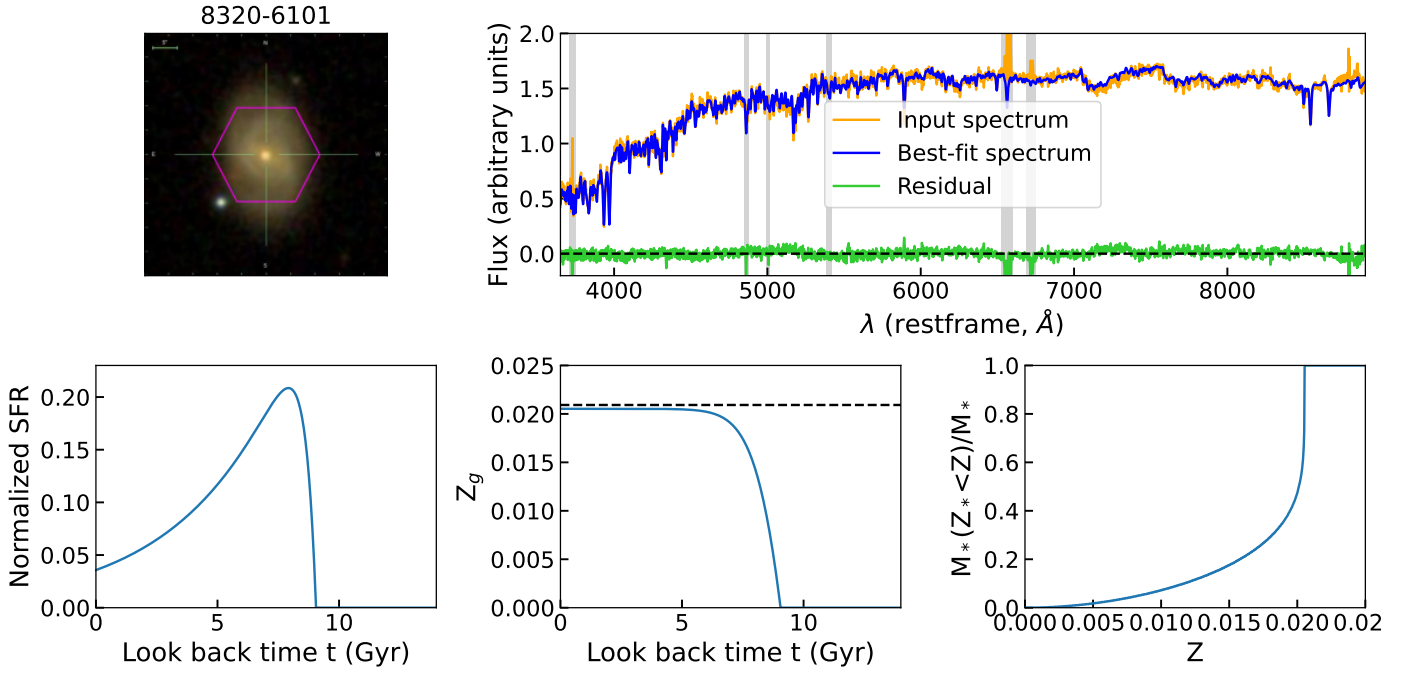 8320-6101
5"
N
E
W
S
Flux (arbitrary units)
2.0
1.5
1.0
0.5
0.0
Input spectrum
Best-fit spectrum
Residual
4000 5000 6000 7000 8000
λ (restframe, Å)
Normalized SFR
0.20
0.15
0.10
0.05
0.00
0 5 10
Look back time t (Gyr)
Z_g
0.025
0.020
0.015
0.010
0.005
0.000
0 5 10
Look back time t (Gyr)
M_*(Z_*<Z)/M_*
1.0
0.8
0.6
0.4
0.2
0.0
0.000 0.005 0.010 0.015 0.020 0.02
Z